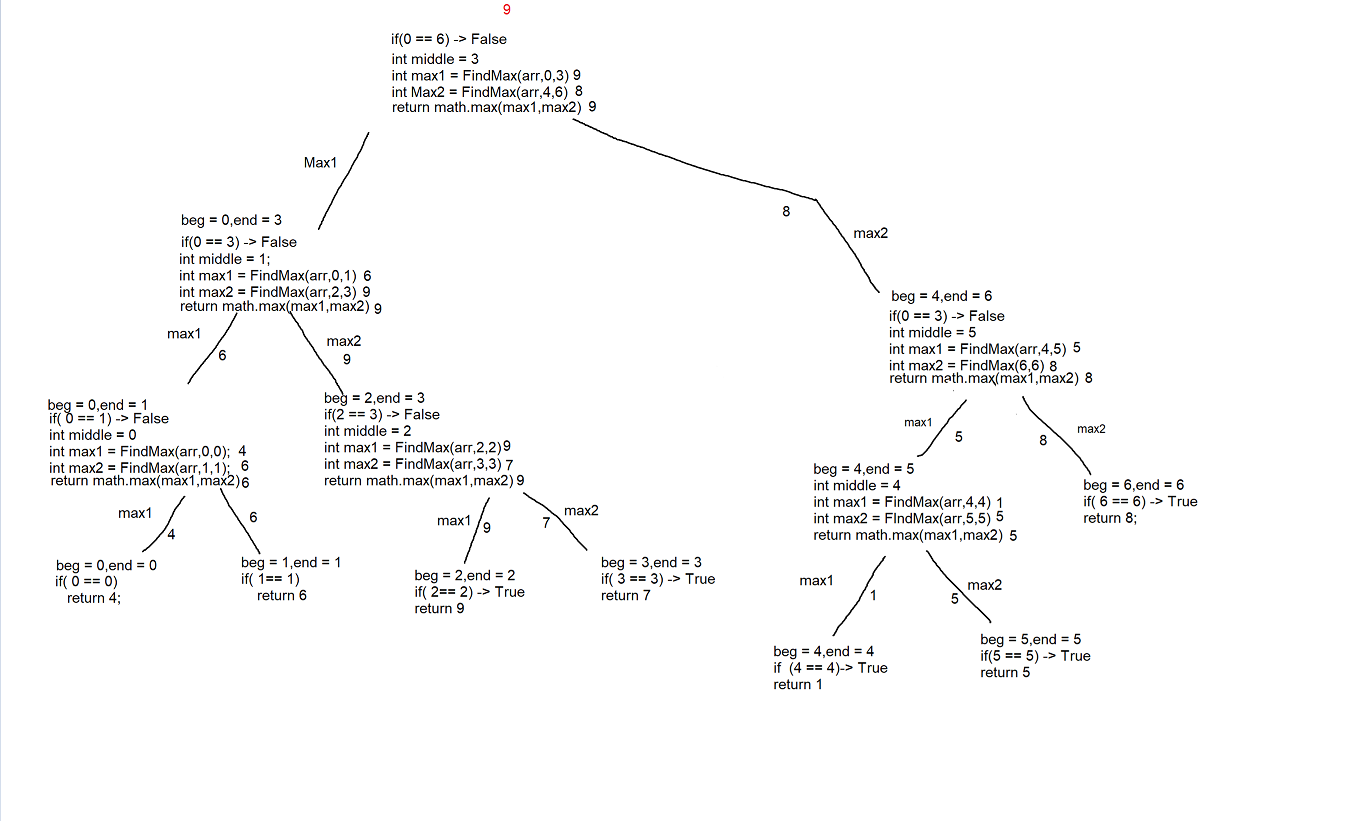 9
if(0 == 6) -> False
int middle = 3
int max1 = FindMax(arr,0,3) 9
int Max2 = FindMax(arr,4,6) 8
return math.max(max1,max2) 9
Max1
8
max2
beg = 0,end = 3
if(0 == 3) -> False
int middle = 1;
int max1 = FindMax(arr,0,1) 6
int max2 = FindMax(arr,2,3) 9
return math.max(max1,max2) 9
max1
6
max2
9
beg = 0,end = 1
if( 0 == 1) -> False
int middle = 0
int max1 = FindMax(arr,0,0); 4
int max2 = FindMax(arr,1,1); 6
return math.max(max1,max2)6
max1
4
6
beg = 0,end = 0
if( 0 == 0)
return 4;
beg = 1,end = 1
if( 1== 1)
return 6
beg = 2,end = 3
if(2 == 3) -> False
int middle = 2
int max1 = FindMax(arr,2,2)9
int max2 = FindMax(arr,3,3) 7
return math.max(max1,max2) 9
max1
9
7
max2
beg = 2,end = 2
if( 2== 2) -> True
return 9
beg = 3,end = 3
if( 3 == 3) -> True
return 7
beg = 4,end = 6
if(0 == 3) -> False
int middle = 5
int max1 = FindMax(arr,4,5) 5
int max2 = FindMax(6,6) 8
return math.max(max1,max2) 8
max1
5
8
max2
beg = 4,end = 5
int middle = 4
int max1 = FindMax(arr,4,4) 1
int max2 = FIndMax(arr,5,5) 5
return math.max(max1,max2) 5
beg = 6,end = 6
if( 6 == 6) -> True
return 8;
max1
1
5
max2
beg = 4,end = 4
if (4 == 4)-> True
return 1
beg = 5,end = 5
if(5 == 5) -> True
return 5